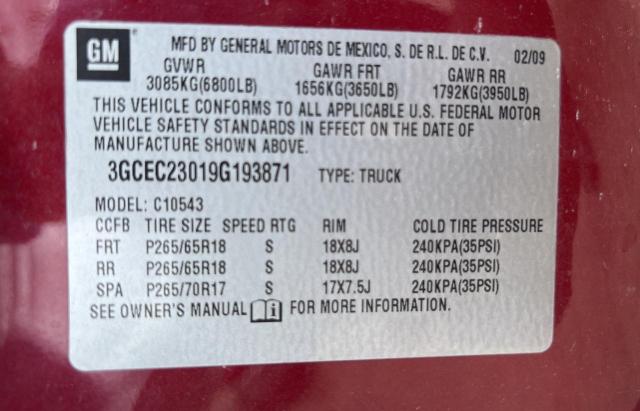 GM
MFD BY GENERAL MOTORS DE MEXICO, S. DE R.L. DE C.V. 02/09
GVWR GAWR FRT GAWR RR
3085KG(6800LB) 1656KG(3650LB) 1792KG(3950LB)
THIS VEHICLE CONFORMS TO ALL APPLICABLE U.S. FEDERAL MOTOR
VEHICLE SAFETY STANDARDS IN EFFECT ON THE DATE OF
MANUFACTURE SHOWN ABOVE.
3GCEC23019G193871 TYPE: TRUCK
MODEL: C10543
CCFB TIRE SIZE SPEED RTG RIM COLD TIRE PRESSURE
FRT P265/65R18 S 18X8J 240KPA(35PSI)
RR P265/65R18 S 18X8J 240KPA(35PSI)
SPA P265/70R17 S 17X7.5J 240KPA(35PSI)
SEE OWNER'S MANUAL FOR MORE INFORMATION.